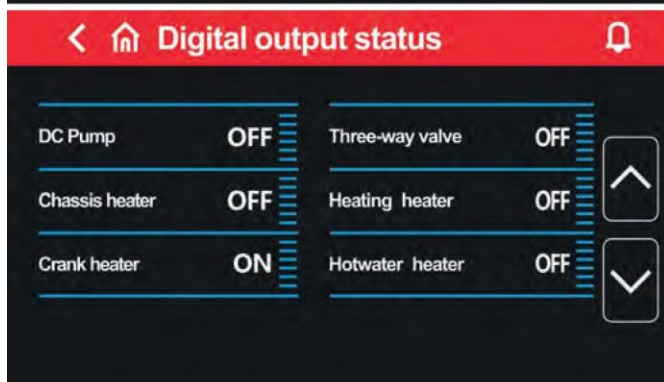 Digital output status
DC Pump OFF Three-way valve OFF
Chassis heater OFF Heating heater OFF
Crank heater ON Hotwater heater OFF